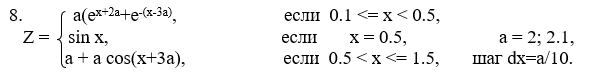 8. a(e^x+2a+e^-(x-3a), если 0.1 <= x < 0.5,
Z = sin x, если x = 0.5, a = 2; 2.1,
a + a cos(x+3a), если 0.5 < x <= 1.5, шаг dx=a/10.